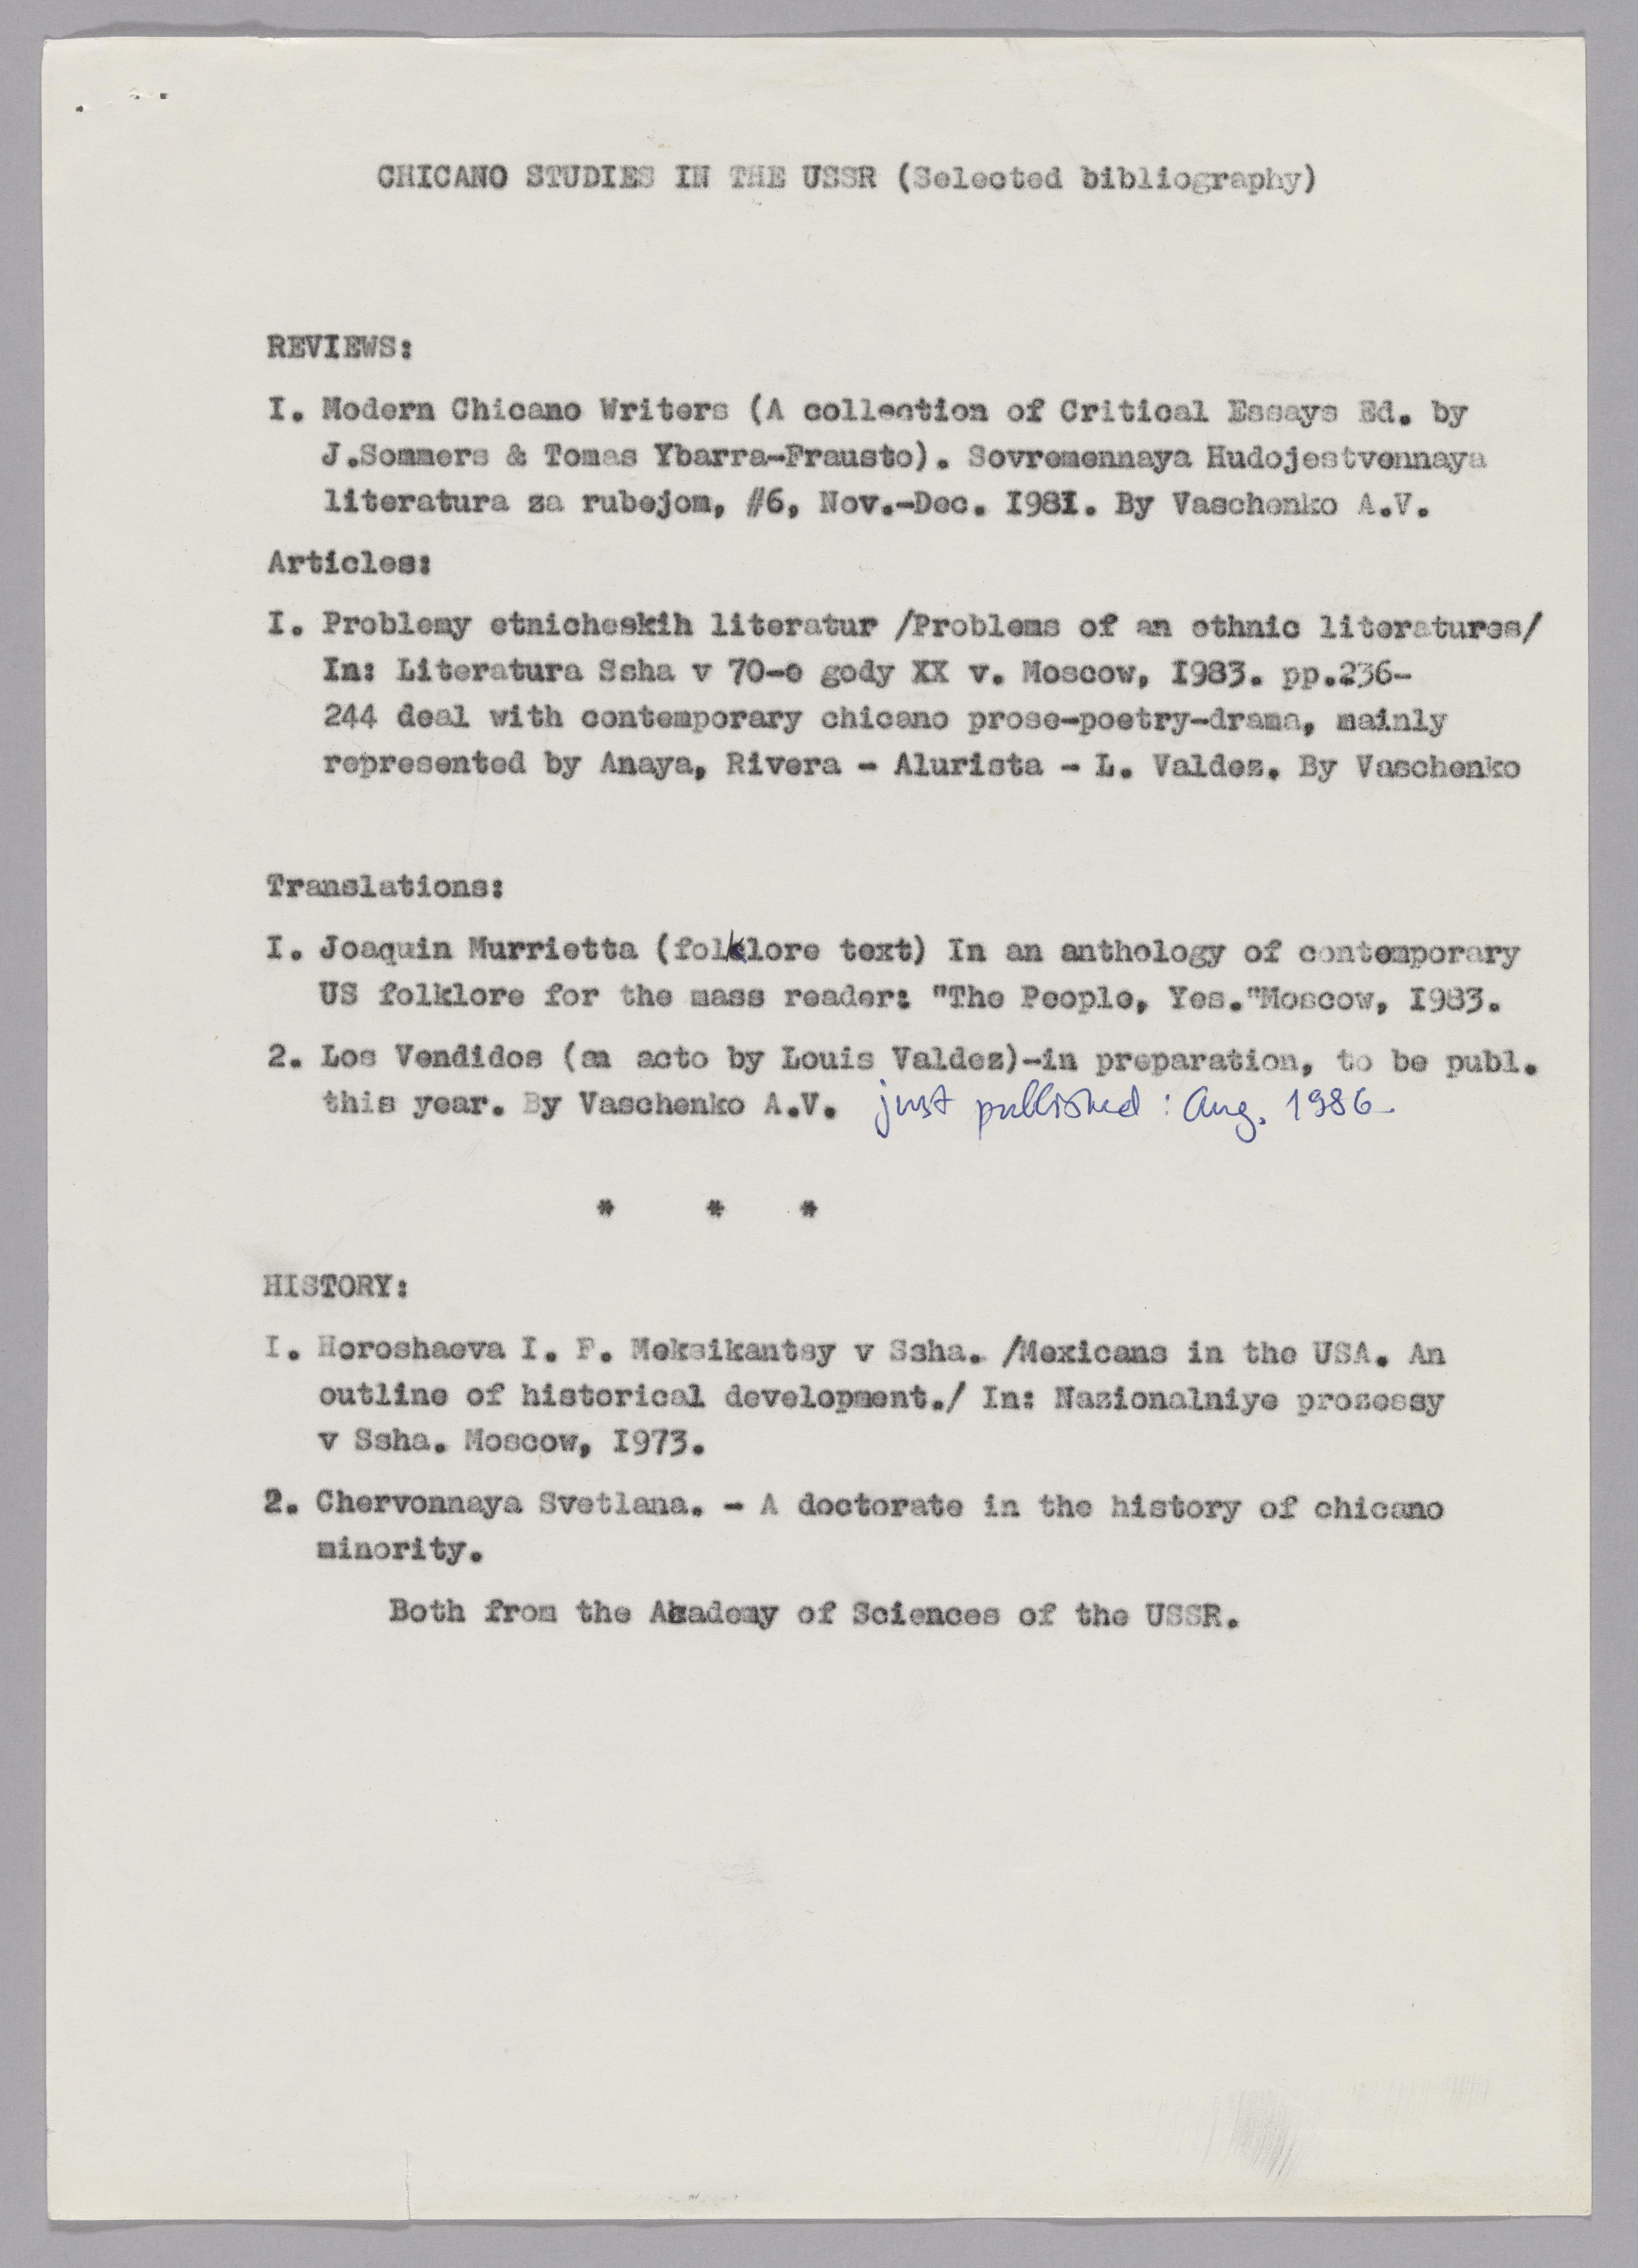 CHICANO STUDIES IN THE USSR (Selected bibliography)
REVIEWS:
I. Modern Chicano Writers (A collection of Critical Essays Ed. by
J.Sommers & Tomas Ybarra-Frausto). Sovremennaya Hudojestvennaya
literatura za rubejom, #6, Nov.-Dec. I98I. By Vaschenko A.V.
Articles:
I. Problemy etnicheskih literatur /Problems of an ethnic literatures/
In: Literatura Ssha v 70-e gody XX v. Moscow, I983. pp.236-
244 deal with contemporary chicano prose-poetry-drama, mainly
represented by Anaya, Rivera - Alurista - L. Valdez. By Vaschenko
Translations:
I. Joaquin Murrietta (folklore text) In an anthology of contemporary
US folklore for the mass reader: "The People, Yes."Moscow, I983.
2. Los Vendidos (an acto by Louis Valdez)-in preparation, to be publ.
this year. By Vaschenko A.V. just published: Aug. 1986.
* * *
HISTORY:
I. Horoshaeva I. F. Meksikantsy v Ssha. /Mexicans in the USA. An
outline of historical development./ In: Nazionalniye prozessy
v Ssha. Moscow, I973.
2. Chervonnaya Svetlana. - A doctorate in the history of chicano
minority.
Both from the Academy of Sciences of the USSR.